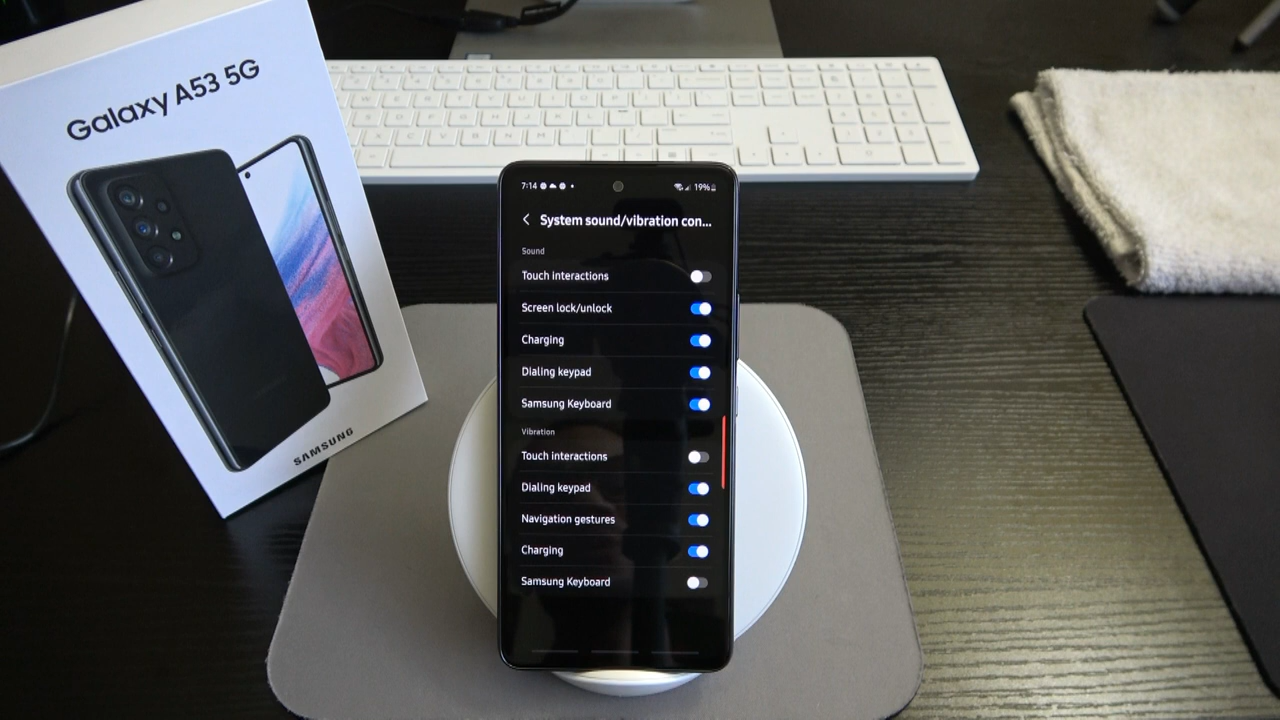 Galaxy A53 5G
SAMSUNG
7:14
19%
System sound/vibration con...
Sound
Touch interactions
Screen lock/unlock
Charging
Dialing keypad
Samsung Keyboard
Vibration
Touch interactions
Dialing keypad
Navigation gestures
Charging
Samsung Keyboard